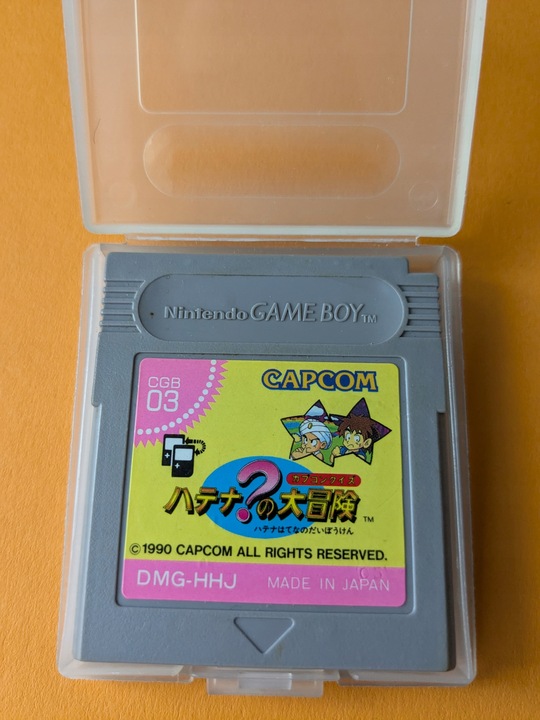 Nintendo GAME BOY TM
CGB
03
CAPCOM
カプコンクイズ
ハテナ?の大冒険 TM
ハテナはてなのだいぼうけん
©1990 CAPCOM ALL RIGHTS RESERVED.
DMG-HHJ MADE IN JAPAN